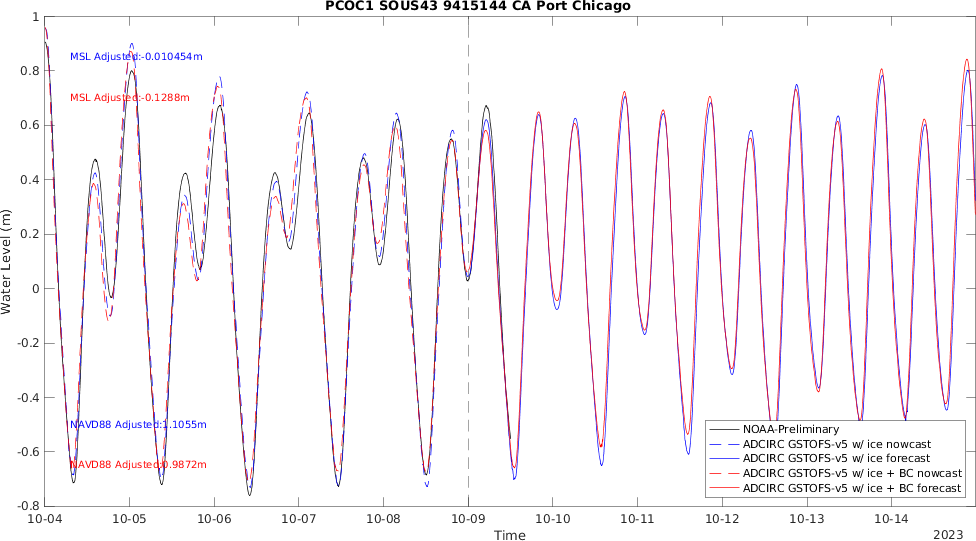 PCOC1 SOUS43 9415144 CA Port Chicago
1
0.8
0.6
0.4
0.2
0
-0.2
-0.4
-0.6
-0.8
Water Level (m)
MSL Adjusted:-0.010454m
MSL Adjusted:-0.1288m
NAVD88 Adjusted:1.1055m
NAVD88 Adjusted:0.9872m
NOAA-Preliminary
ADCIRC GSTOFS-v5 w/ ice nowcast
ADCIRC GSTOFS-v5 w/ ice forecast
ADCIRC GSTOFS-v5 w/ ice + BC nowcast
ADCIRC GSTOFS-v5 w/ ice + BC forecast
10-04 10-05 10-06 10-07 10-08 10-09 10-10 10-11 10-12 10-13 10-14
Time
2023